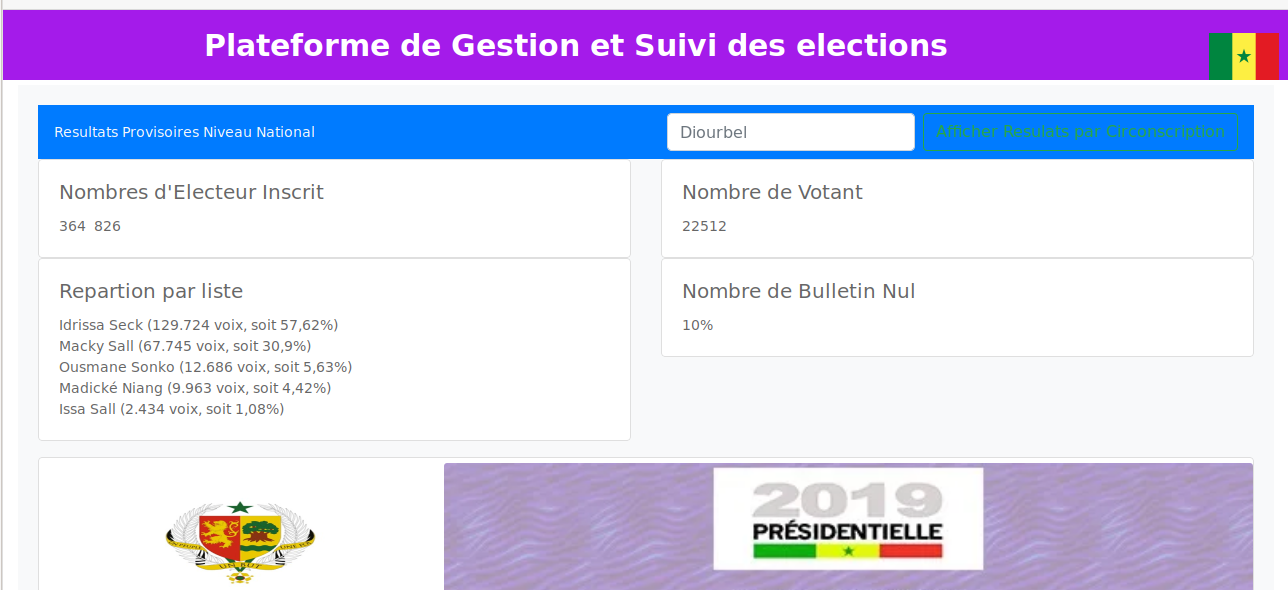 Plateforme de Gestion et Suivi des elections
Resultats Provisoires Niveau National
Diourbel
Afficher Resulats par Circonscription
Nombres d'Electeur Inscrit
364 826
Nombre de Votant
22512
Repartion par liste
Idrissa Seck (129.724 voix, soit 57,62%)
Macky Sall (67.745 voix, soit 30,9%)
Ousmane Sonko (12.686 voix, soit 5,63%)
Madické Niang (9.963 voix, soit 4,42%)
Issa Sall (2.434 voix, soit 1,08%)
Nombre de Bulletin Nul
10%
UN BUT
2019
PRÉSIDENTIELLE